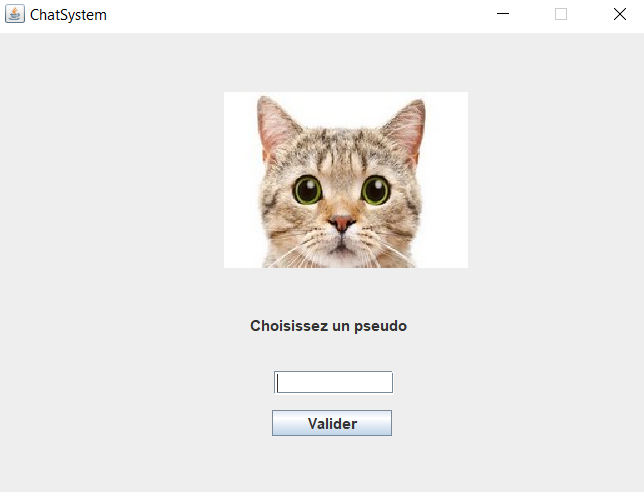 ChatSystem
Choisissez un pseudo
Valider